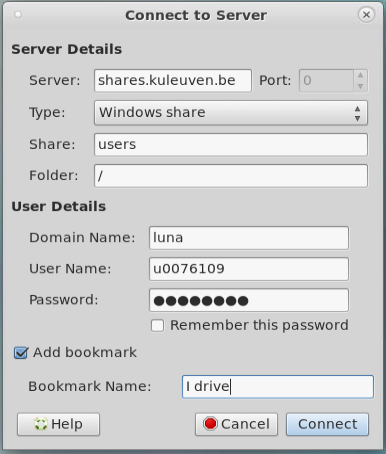 Connect to Server
Server Details
Server: shares.kuleuven.be Port: 0
Type: Windows share
Share: users
Folder: /
User Details
Domain Name: luna
User Name: u0076109
Password: ●●●●●●●●
Remember this password
Add bookmark
Bookmark Name: I drive
Help Cancel Connect